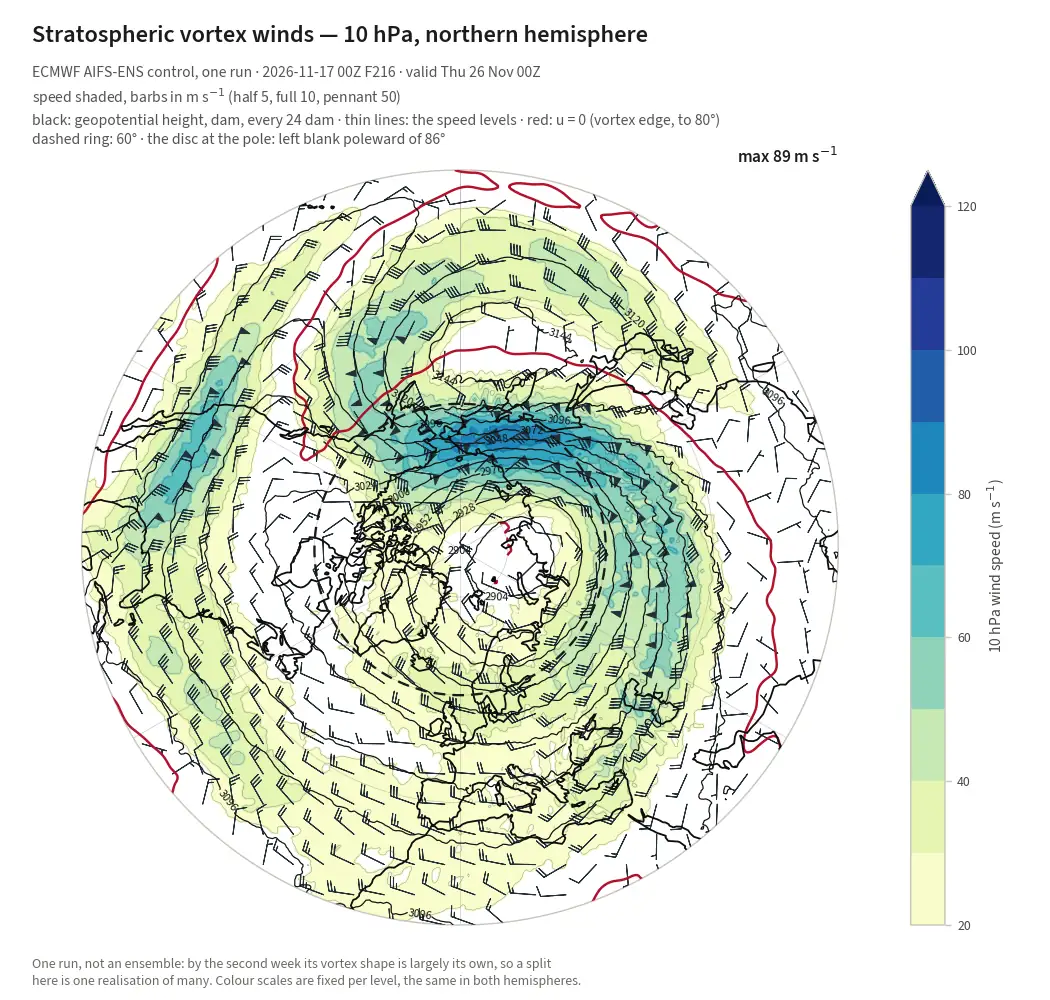 Stratospheric vortex winds — 10 hPa, northern hemisphere
ECMWF AIFS-ENS control, one run · 2026-11-17 00Z F216 · valid Thu 26 Nov 00Z
speed shaded, barbs in m s⁻¹ (half 5, full 10, pennant 50)
black: geopotential height, dam, every 24 dam · thin lines: the speed levels · red: u = 0 (vortex edge, to 80°)
dashed ring: 60° · the disc at the pole: left blank poleward of 86°
max 89 m s⁻¹
120
100
80
60
40
20
10 hPa wind speed (m s⁻¹)
3120
3144
3096
3144
3096
3072
2976
3024
3000
2928
2952
2904
2904
3096
3096
One run, not an ensemble: by the second week its vortex shape is largely its own, so a split
here is one realisation of many. Colour scales are fixed per level, the same in both hemispheres.